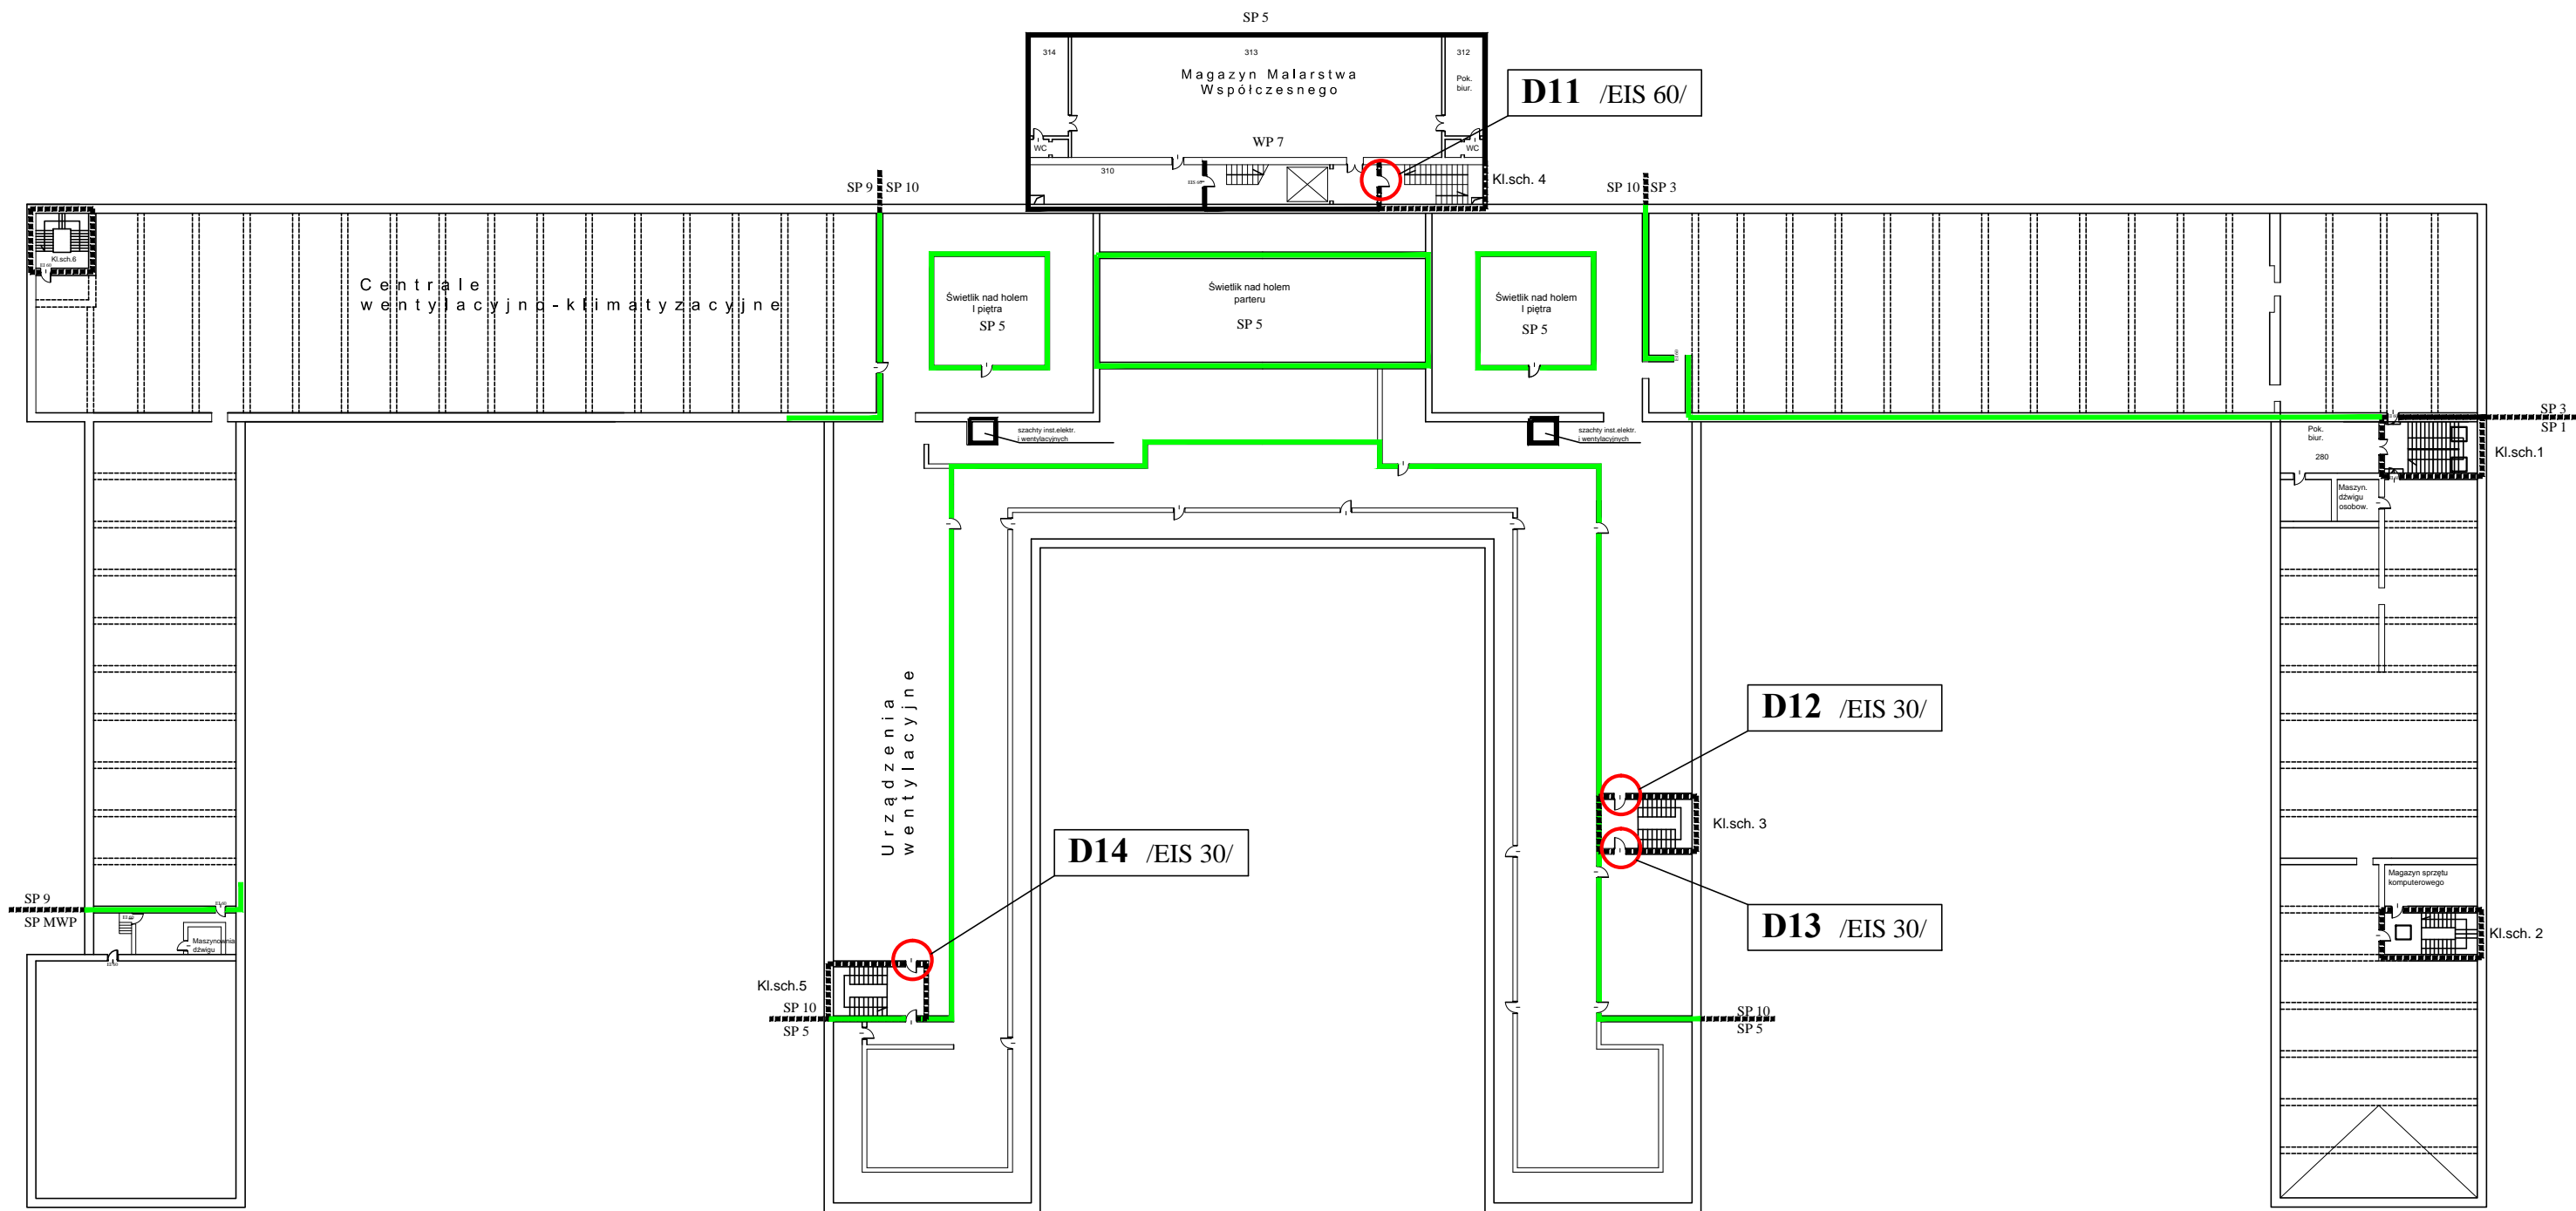 SP 5
314
313
312
Magazyn Malarstwa
Współczesnego
Pok.
biur.
D11 /EIS 60/
WP 7
WC
WC
310
Kl.sch. 4
SP 9
SP 10
SP 10
SP 3
Kl.sch.6
EI 60
Centrale
wentylacyjno-klimatyzacyjne
Świetlik nad holem
I piętra
SP 5
Świetlik nad holem
parteru
SP 5
Świetlik nad holem
I piętra
SP 5
szachty inst.elektr.
i wentylacyjnych
szachty inst.elektr.
i wentylacyjnych
SP 3
SP 1
Pok.
biur.
280
Kl.sch.1
Maszyn.
dźwigu
osobow.
Urządzenia
wentylacyjne
D12 /EIS 30/
Kl.sch. 3
D14 /EIS 30/
D13 /EIS 30/
Magazyn sprzętu
komputerowego
Kl.sch. 2
SP 9
SP MWP
Maszynownia
dźwigu
Kl.sch.5
SP 10
SP 5
SP 10
SP 5